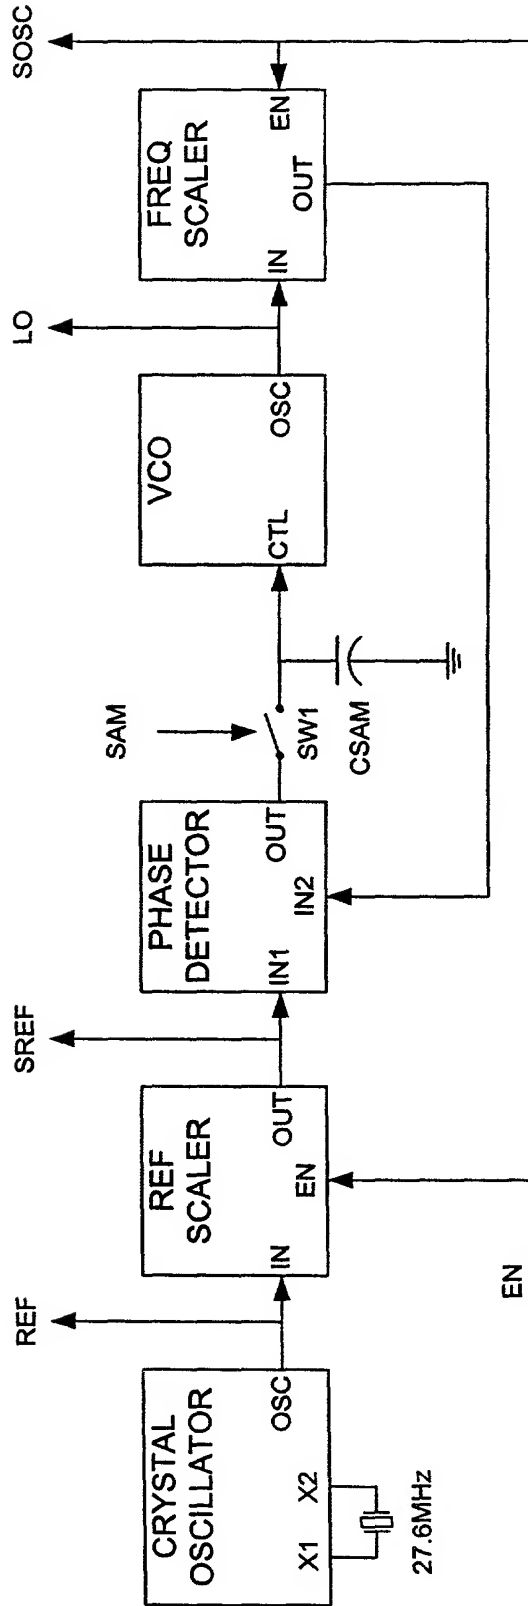 REF
SREF
LO
SOSC
CRYSTAL
OSCILLATOR
OSC
X1
X2
27.6MHz
REF
SCALER
IN
OUT
EN
EN
PHASE
DETECTOR
IN1
OUT
IN2
SAM
SW1
CSAM
VCO
CTL
OSC
FREQ
SCALER
IN
OUT
EN